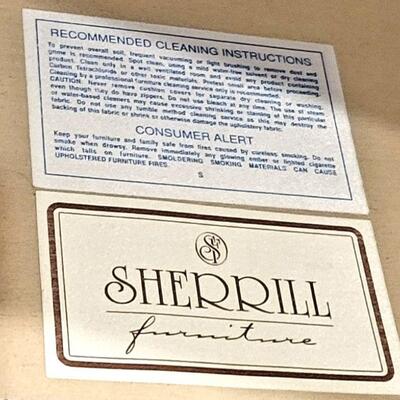 RECOMMENDED CLEANING INSTRUCTIONS
To prevent overall soil, frequent vacuuming or light brushing to remove dust and
grime is recommended. Spot clean, using a mild water-free solvent or dry cleaning
product. Clean only in a well ventilated room and avoid any product containing
Carbon Tetrachloride or other toxic materials. Pretest small area before proceeding.
Cleaning by a professional furniture cleaning service only is recommended.
CAUTION: Never remove cushion covers for separate dry cleaning or washing,
even though they do have zippers. Do not use bleach at any time. The use of steam
or water-based cleaners may cause excessive shrinking or staining of this particular
fabric. Do not use any tumble method cleaning service as this may destroy the
backing of this fabric or shrink or otherwise damage the upholstery fabric.
CONSUMER ALERT
Keep your furniture and family safe from fires caused by careless smoking. Do not
smoke when drowsy. Remove immediately any glowing ember or lighted cigarette
which falls on furniture. SMOLDERING SMOKING MATERIALS CAN CAUSE
UPHOLSTERED FURNITURE FIRES.
S
SHERRILL
furniture